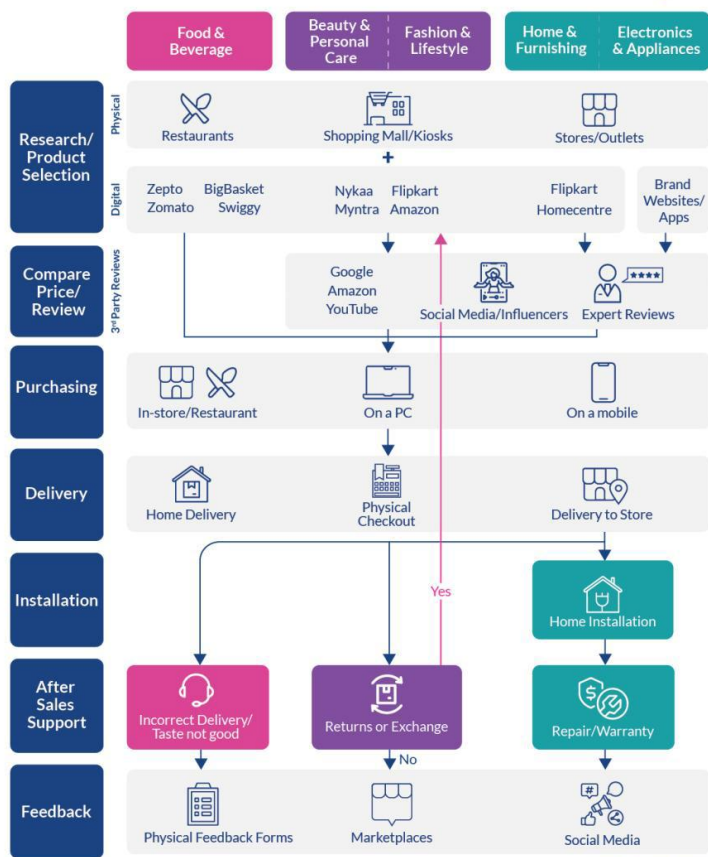 Food &
Beverage
Beauty &
Personal
Care
Fashion &
Lifestyle
Home &
Furnishing
Electronics
& Appliances
Research/
Product
Selection
Physical
Restaurants
Shopping Mall/Kiosks
Stores/Outlets
+
Digital
Zepto BigBasket
Zomato Swiggy
Nykaa Flipkart
Myntra Amazon
Flipkart
Homecentre
Brand
Websites/
Apps
Compare
Price/
Review
3rd Party Reviews
Google
Amazon
YouTube
Social Media/Influencers
Expert Reviews
Purchasing
In-store/Restaurant
On a PC
On a mobile
Delivery
Home Delivery
Physical
Checkout
Delivery to Store
Installation
Yes
Home Installation
After
Sales
Support
Incorrect Delivery/
Taste not good
Returns or Exchange
$
Repair/Warranty
No
Feedback
Physical Feedback Forms
Marketplaces
#
Social Media